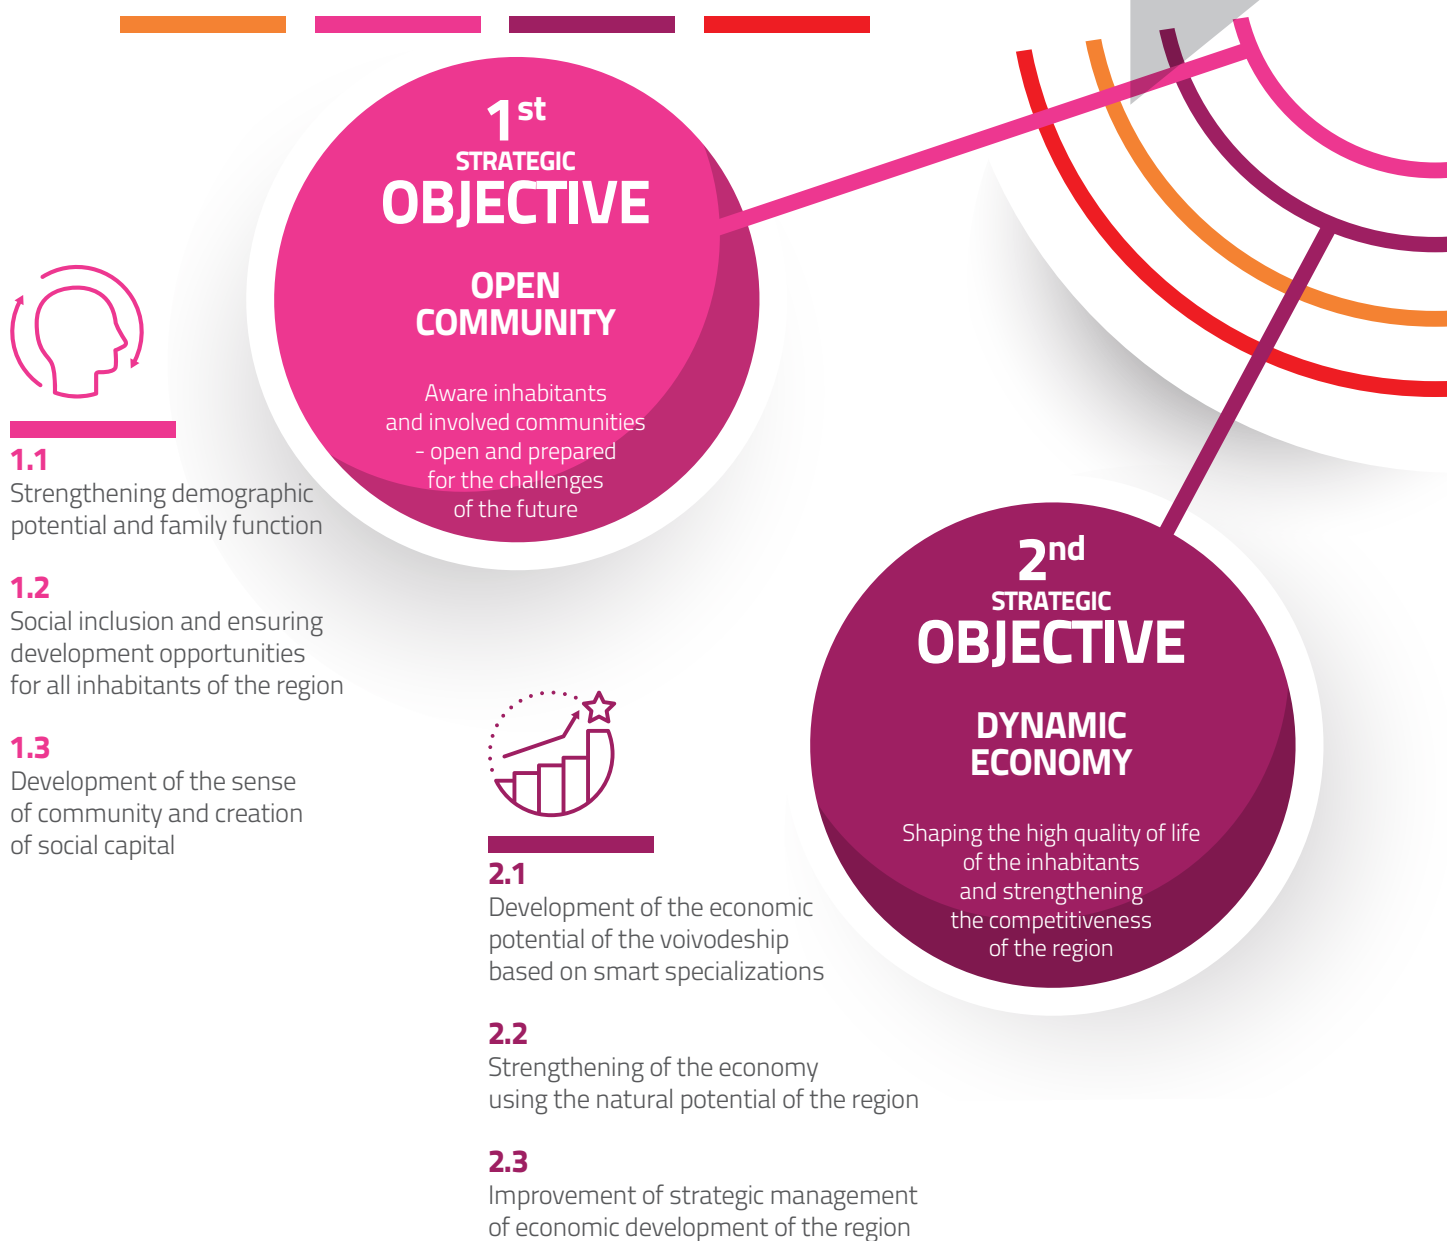 1st
STRATEGIC
OBJECTIVE
OPEN
COMMUNITY
Aware inhabitants
and involved communities
- open and prepared
for the challenges
of the future
1.1
Strengthening demographic
potential and family function
1.2
Social inclusion and ensuring
development opportunities
for all inhabitants of the region
1.3
Development of the sense
of community and creation
of social capital
2nd
STRATEGIC
OBJECTIVE
DYNAMIC
ECONOMY
Shaping the high quality of life
of the inhabitants
and strengthening
the competitiveness
of the region
2.1
Development of the economic
potential of the voivodeship
based on smart specializations
2.2
Strengthening of the economy
using the natural potential of the region
2.3
Improvement of strategic management
of economic development of the region